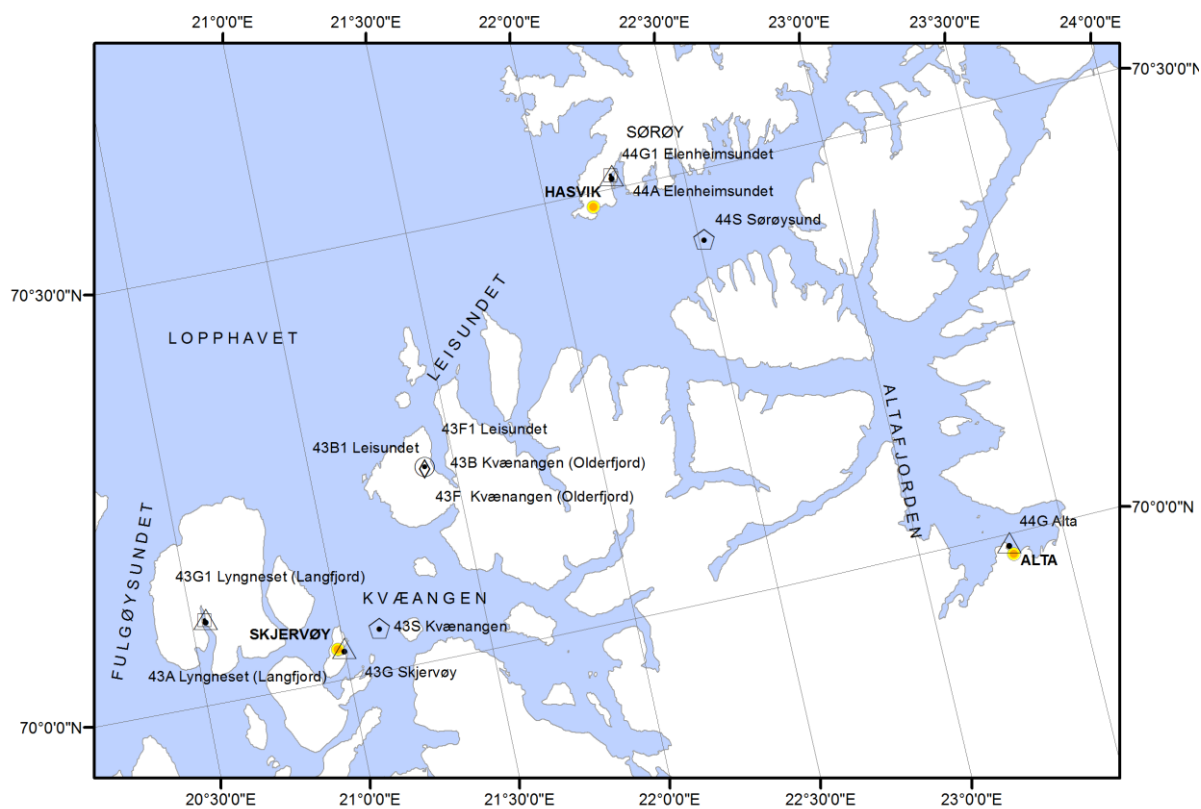 21°0'0"E 21°30'0"E 22°0'0"E 22°30'0"E 23°0'0"E 23°30'0"E 24°0'0"E
70°30'0"N
SØRØY
44G1 Elenheimsundet
HASVIK
44A Elenheimsundet
44S Sørøysund
70°30'0"N
LOPPHAVET
LEISUNDET
ALTAFJORDEN
43F1 Leisundet
43B1 Leisundet
43B Kvænangen (Olderfjord)
43F Kvænangen (Olderfjord)
70°0'0"N
44G Alta
ALTA
FULGØYSUNDET
43G1 Lyngneset (Langfjord)
KVÆANGEN
43S Kvænangen
SKJERVØY
43A Lyngneset (Langfjord)
43G Skjervøy
70°0'0"N
20°30'0"E 21°0'0"E 21°30'0"E 22°0'0"E 22°30'0"E 23°0'0"E